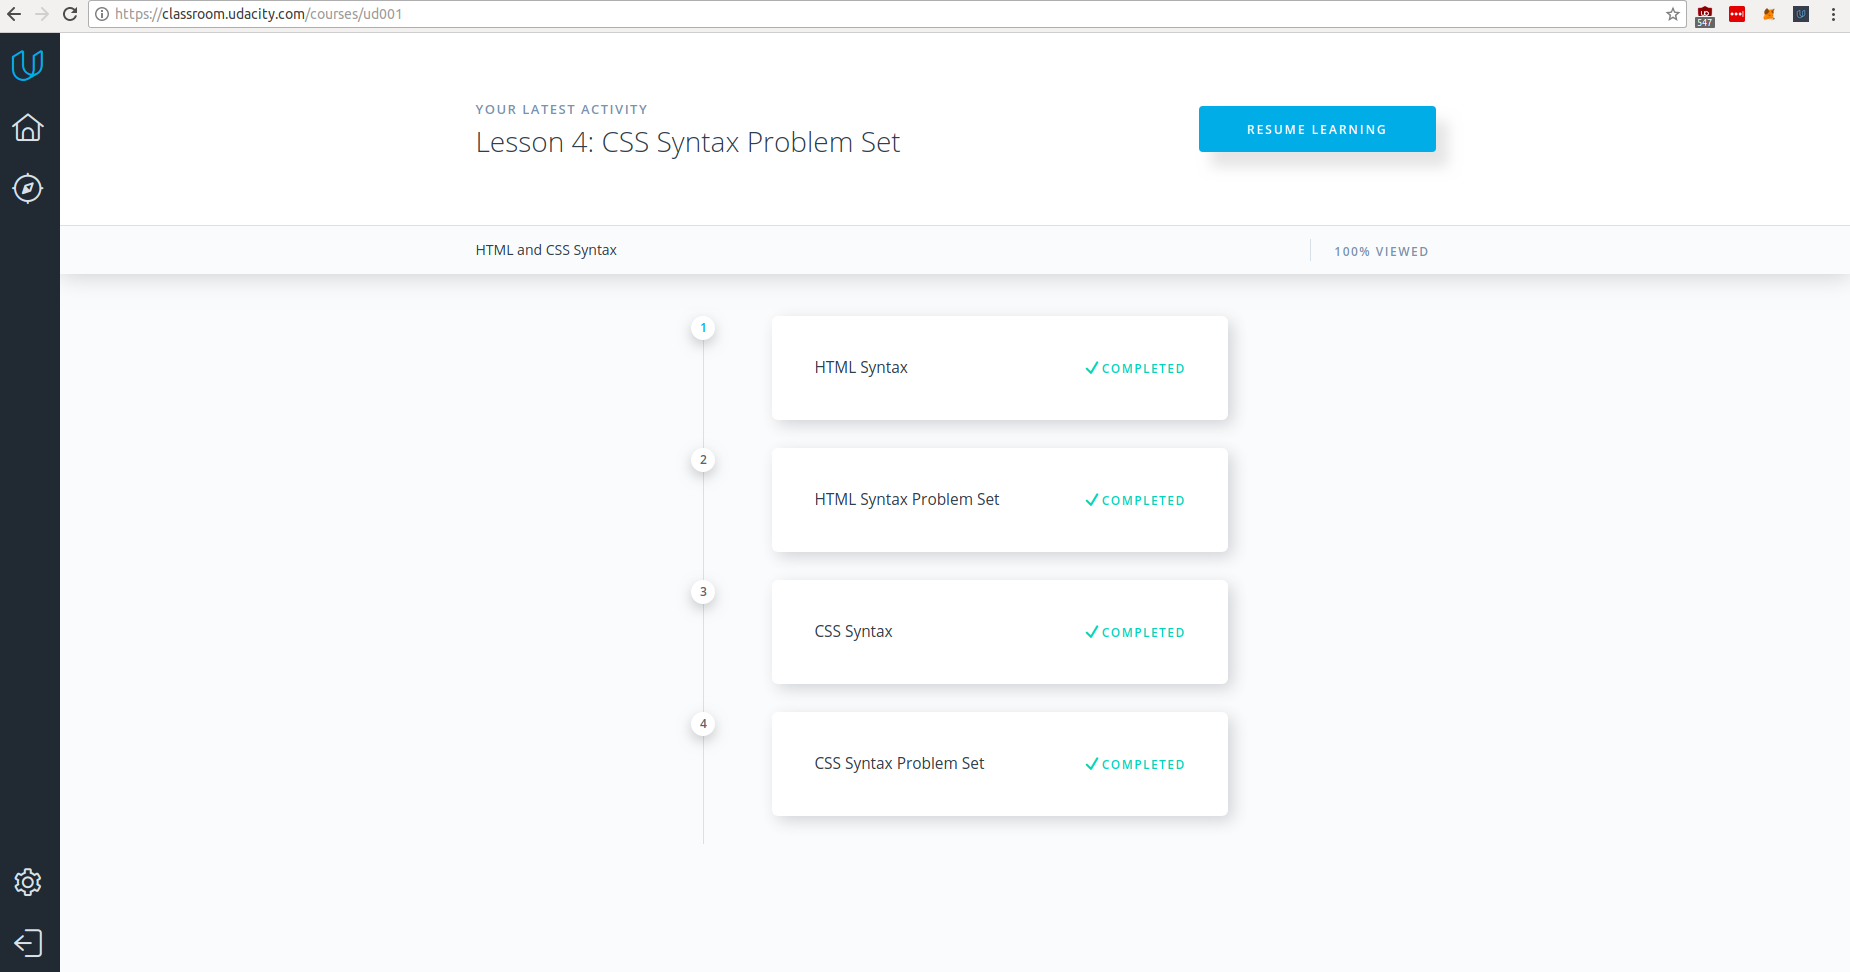 https://classroom.udacity.com/courses/ud001
547
YOUR LATEST ACTIVITY
Lesson 4: CSS Syntax Problem Set
RESUME LEARNING
HTML and CSS Syntax
100% VIEWED
1
HTML Syntax
COMPLETED
2
HTML Syntax Problem Set
COMPLETED
3
CSS Syntax
COMPLETED
4
CSS Syntax Problem Set
COMPLETED